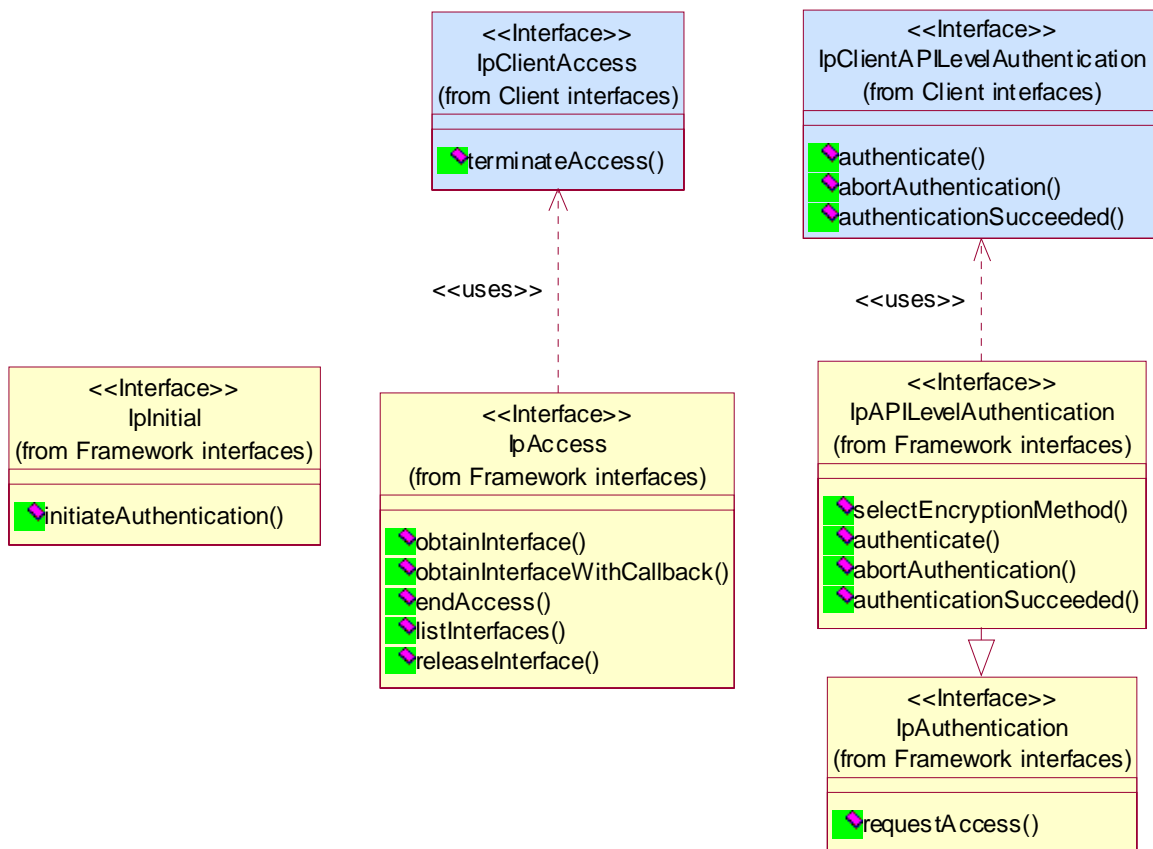 <<Interface>>
IpClientAccess
(from Client interfaces)
terminateAccess()
<<Interface>>
IpClientAPILevelAuthentication
(from Client interfaces)
authenticate()
abortAuthentication()
authenticationSucceeded()
<<uses>>
<<uses>>
<<Interface>>
IpInitial
(from Framework interfaces)
initiateAuthentication()
<<Interface>>
IpAccess
(from Framework interfaces)
obtainInterface()
obtainInterfaceWithCallback()
endAccess()
listInterfaces()
releaseInterface()
<<Interface>>
IpAPILevelAuthentication
(from Framework interfaces)
selectEncryptionMethod()
authenticate()
abortAuthentication()
authenticationSucceeded()
<<Interface>>
IpAuthentication
(from Framework interfaces)
requestAccess()